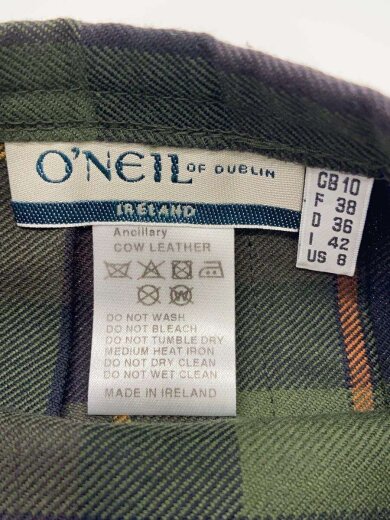 O'NEIL OF DUBLIN
IRELAND
GB 10
F 38
D 36
I 42
US 8
Ancillary
COW LEATHER
W
DO NOT WASH
DO NOT BLEACH
DO NOT TUMBLE DRY
MEDIUM HEAT IRON
DO NOT DRY CLEAN
DO NOT WET CLEAN
MADE IN IRELAND